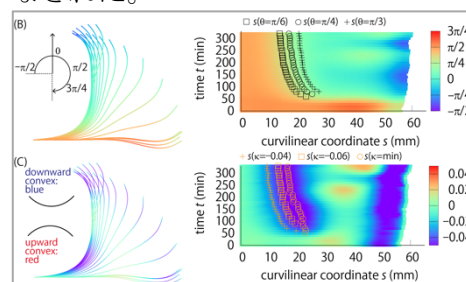 (B)
0
−π/2
π/2
3π/4
s(θ=π/6) s(θ=π/4) s(θ=π/3)
time t (min)
300
250
200
150
100
50
0
0 10 20 30 40 50 60
curvilinear coordinate s (mm)
3π/4
π/2
π/4
0
−π/4
−π/2
(C)
downward
convex:
blue
upward
convex:
red
s(κ=−0.04) s(κ=−0.06) s(κ=min)
time t (min)
300
250
200
150
100
50
0
0 10 20 30 40 50 60
curvilinear coordinate s (mm)
0.04
0.02
0
−0.02
−0.04